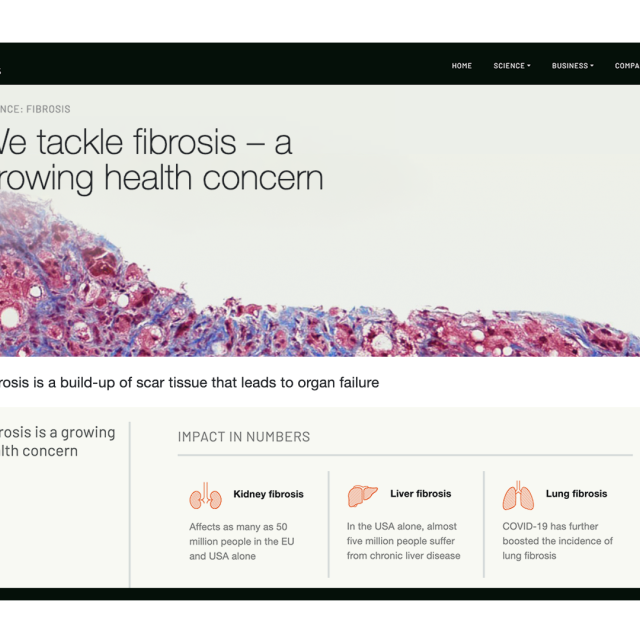 HOME SCIENCE BUSINESS COMPA
NCE: FIBROSIS
We tackle fibrosis – a
rowing health concern
rosis is a build-up of scar tissue that leads to organ failure
rosis is a growing
lth concern
IMPACT IN NUMBERS
Kidney fibrosis
Affects as many as 50
million people in the EU
and USA alone
Liver fibrosis
In the USA alone, almost
five million people suffer
from chronic liver disease
Lung fibrosis
COVID-19 has further
boosted the incidence of
lung fibrosis